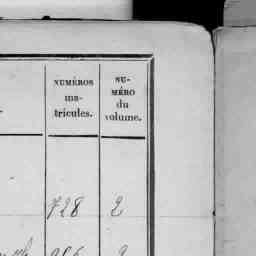 NUMÉROS
ma-
tricules.
NU-
MÉRO
du
volume.
728 2